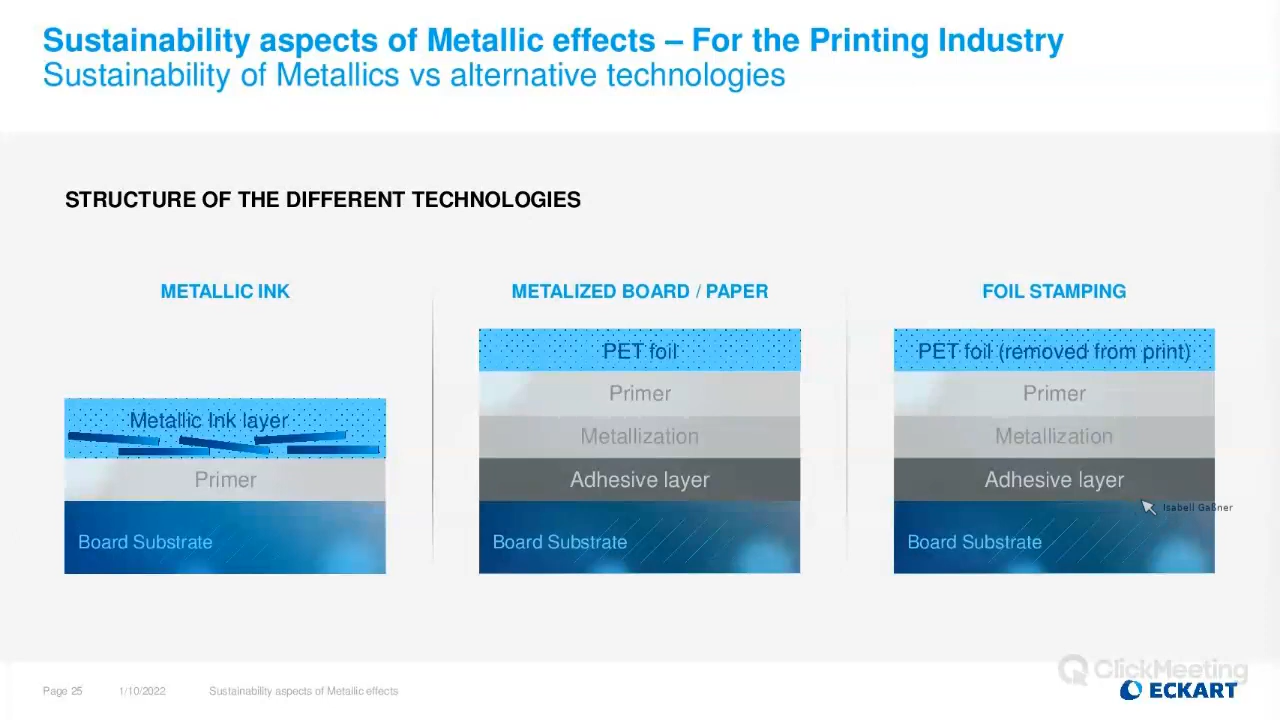 Sustainability aspects of Metallic effects – For the Printing Industry
Sustainability of Metallics vs alternative technologies
STRUCTURE OF THE DIFFERENT TECHNOLOGIES
METALLIC INK
Metallic Ink layer
Primer
Board Substrate
METALIZED BOARD / PAPER
PET foil
Primer
Metallization
Adhesive layer
Board Substrate
FOIL STAMPING
PET foil (removed from print)
Primer
Metallization
Adhesive layer
Isabell Gaßner
Board Substrate
ClickMeeting
Page 25
1/10/2022
Sustainability aspects of Metallic effects
ECKART